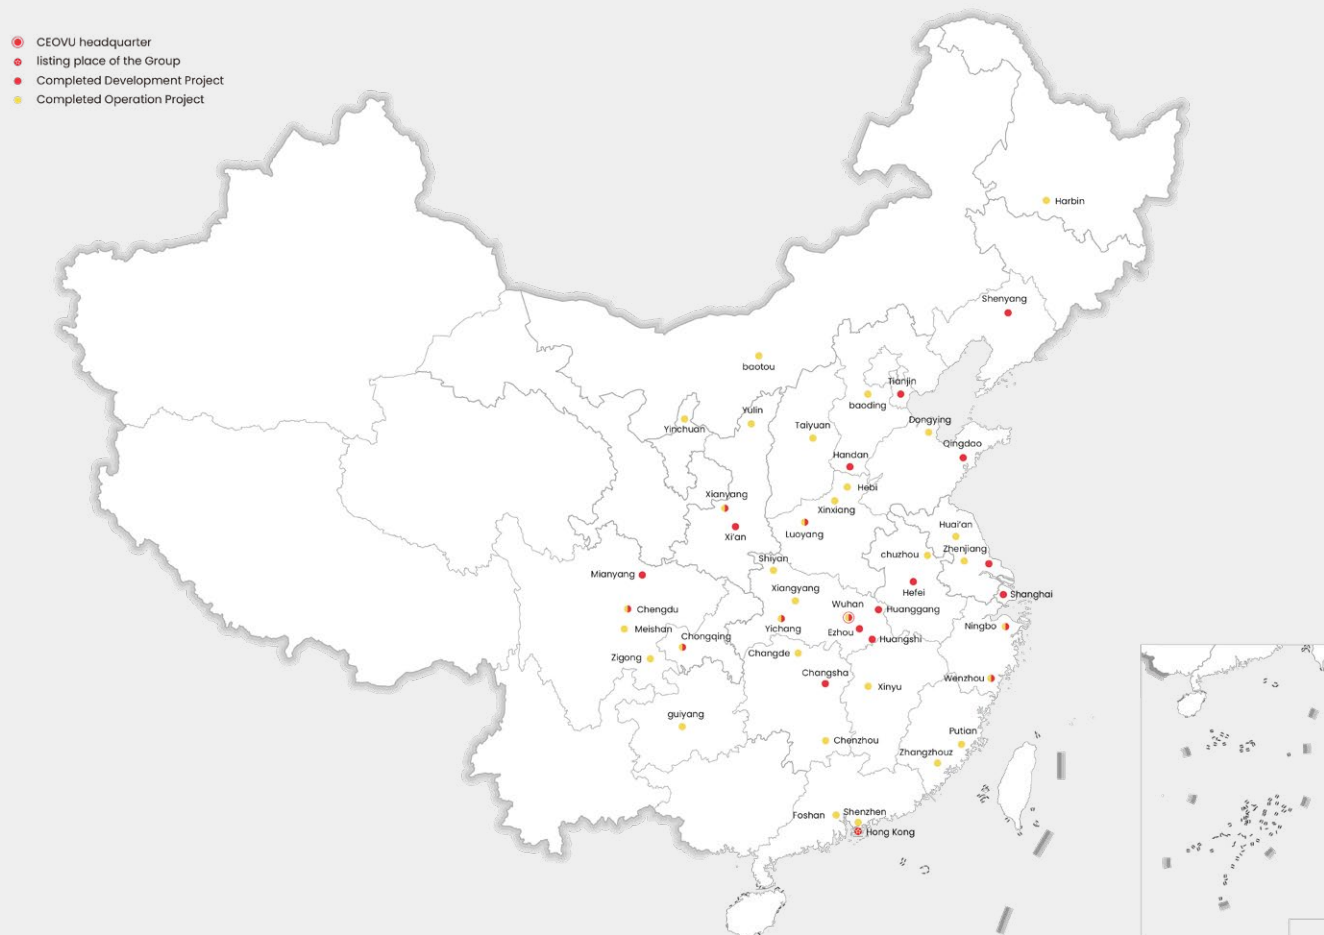 CEOVU headquarter
listing place of the Group
Completed Development Project
Completed Operation Project
Harbin
Shenyang
baotou
Tianjin
baoding
Yulin
Yinchuan
Taiyuan
Dongying
Qingdao
Handan
Hebi
Xinxiang
Xianyang
Xi'an
Luoyang
Huai'an
Zhenjiang
chuzhou
Shiyan
Mianyang
Hefei
Shanghai
Xiangyang
Wuhan
Huanggang
Chengdu
Yichang
Ezhou
Ningbo
Meishan
Chongqing
Huangshi
Zigong
Changde
Changsha
Wenzhou
Xinyu
guiyang
Putian
Chenzhou
Zhangzhouz
Foshan
Shenzhen
Hong Kong